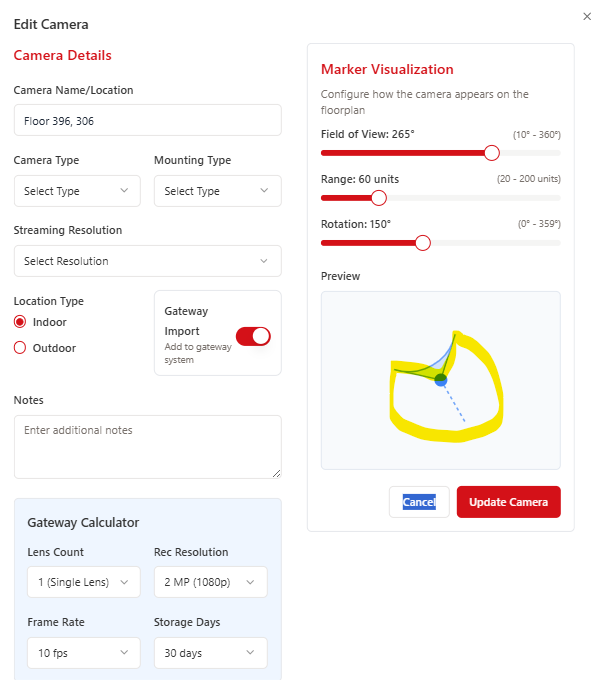 Edit Camera
Camera Details
Camera Name/Location
Floor 396, 306
Camera Type
Mounting Type
Select Type
Select Type
Streaming Resolution
Select Resolution
Location Type
Indoor
Outdoor
Gateway
Import
Add to gateway
system
Notes
Enter additional notes
Gateway Calculator
Lens Count
Rec Resolution
1 (Single Lens)
2 MP (1080p)
Frame Rate
Storage Days
10 fps
30 days
Marker Visualization
Configure how the camera appears on the
floorplan
Field of View: 265°
(10° - 360°)
Range: 60 units
(20 - 200 units)
Rotation: 150°
(0° - 359°)
Preview
Cancel
Update Camera